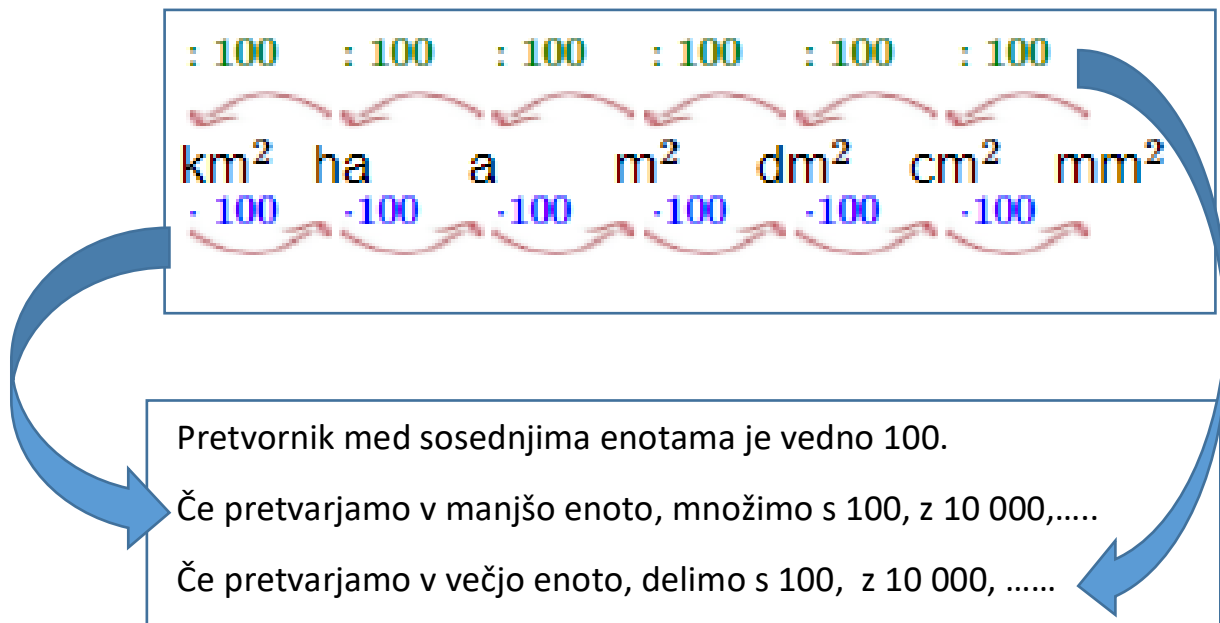 : 100 : 100 : 100 : 100 : 100 : 100
km² ha a m² dm² cm² mm²
· 100 ·100 ·100 ·100 ·100 ·100
Pretvornik med sosednjima enotama je vedno 100.
Če pretvarjamo v manjšo enoto, množimo s 100, z 10 000,.....
Če pretvarjamo v večjo enoto, delimo s 100, z 10 000, ......